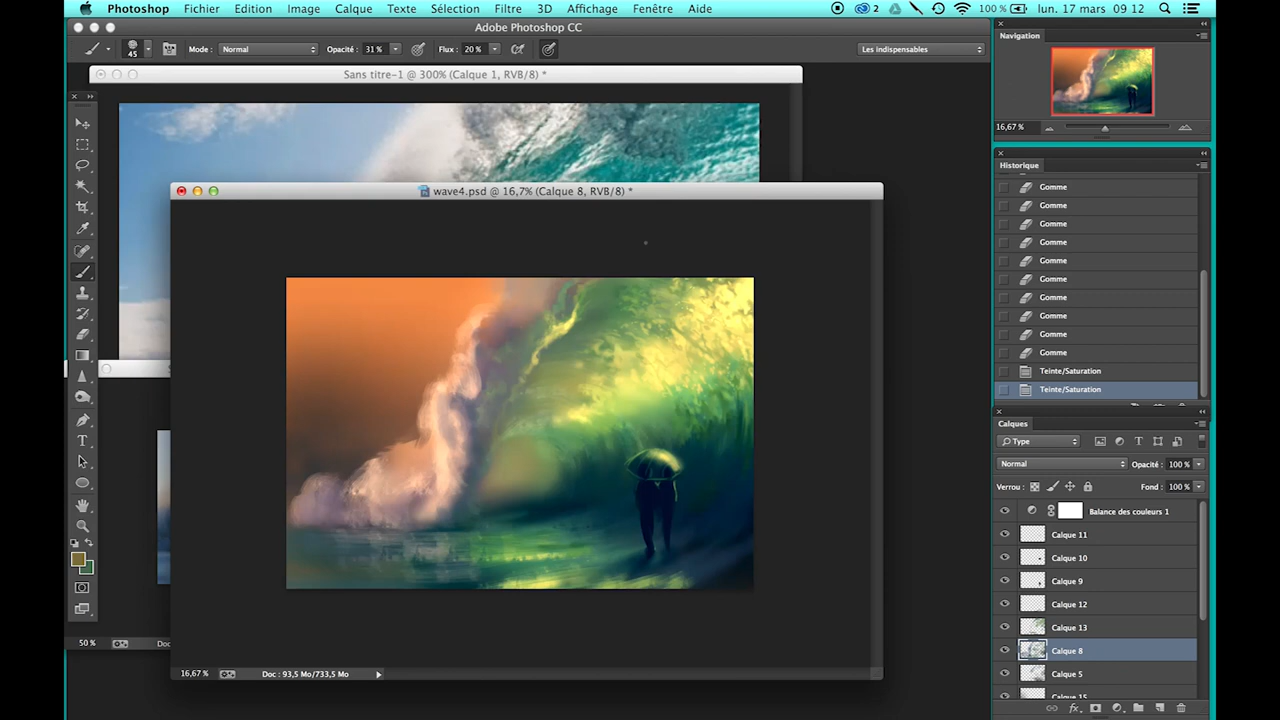 Photoshop Fichier Edition Image Calque Texte Sélection Filtre 3D Affichage Fenêtre Aide 2 100 % lun. 17 mars 09 12
Adobe Photoshop CC
45 Mode : Normal Opacité : 31 % Flux : 20 % Les indispensables
Sans titre-1 @ 300% (Calque 1, RVB/8) *
wave4.psd @ 16,7% (Calque 8, RVB/8) *
50 % Doc
16,67 % Doc : 93,5 Mo/733,5 Mo
Navigation
16,67 %
Historique
Gomme
Gomme
Gomme
Gomme
Gomme
Gomme
Gomme
Gomme
Gomme
Gomme
Teinte/Saturation
Teinte/Saturation
Calques
Type
Normal Opacité : 100 %
Verrou : Fond : 100 %
Balance des couleurs 1
Calque 11
Calque 10
Calque 9
Calque 12
Calque 13
Calque 8
Calque 5
Calque 15